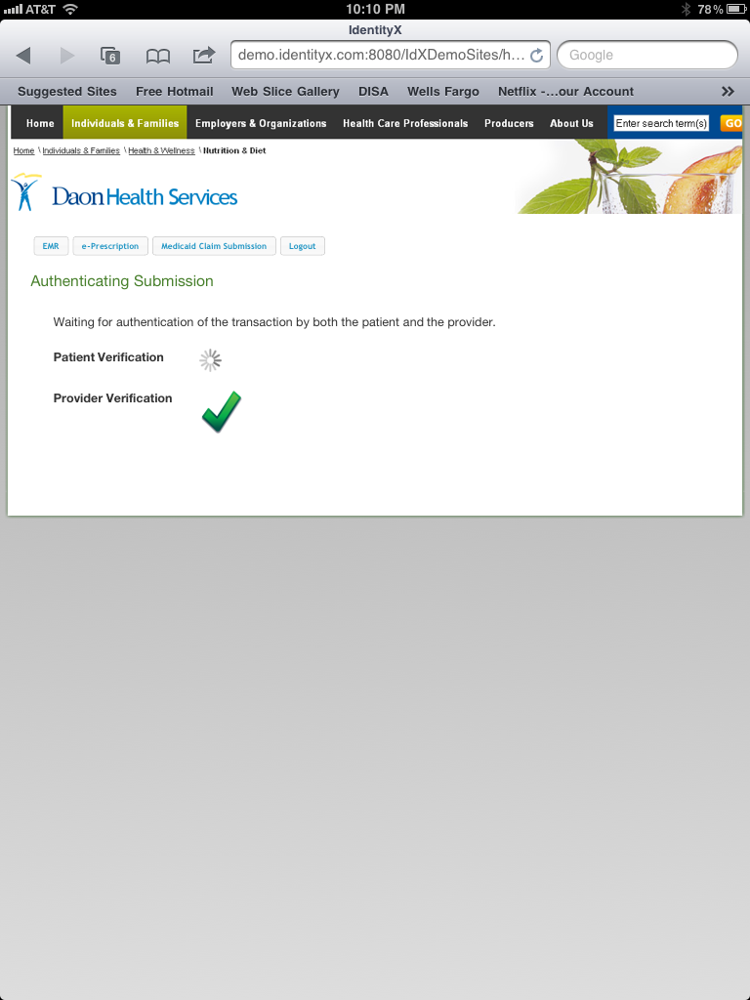 AT&T 10:10 PM 78%
IdentityX
6 demo.identityx.com:8080/IdXDemoSites/h... Google
Suggested Sites Free Hotmail Web Slice Gallery DISA Wells Fargo Netflix -...our Account
Home Individuals & Families Employers & Organizations Health Care Professionals Producers About Us Enter search term(s) GO
Home \ Individuals & Families \ Health & Wellness \ Nutrition & Diet
Daon Health Services
EMR e-Prescription Medicaid Claim Submission Logout
Authenticating Submission
Waiting for authentication of the transaction by both the patient and the provider.
Patient Verification
Provider Verification